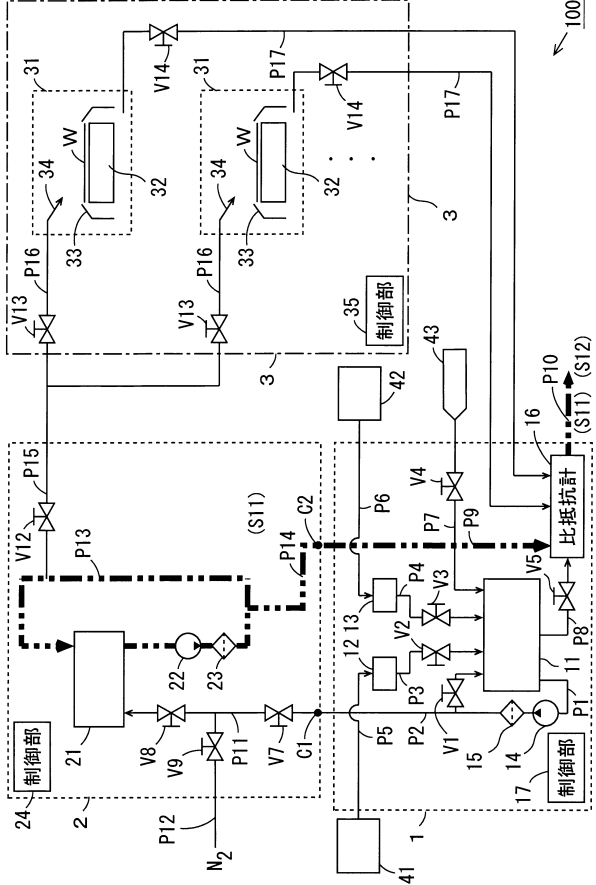 100
31
31
V14
V14
P17
P17
W
W
34
34
32
32
33
33
P16
P16
V13
V13
35
制御部
3
3
43
42
P10
(S11)
(S12)
16
比抵抗計
P15
V12
P13
(S11)
P14
C2
P6
V4
P7
P9
V5
P8
13
P4
V3
12
V2
P3
11
P1
22
23
21
V8
V9
P11
V7
C1
P5
P2
V1
15
14
17
制御部
24
制御部
2
P12
N2
1
41